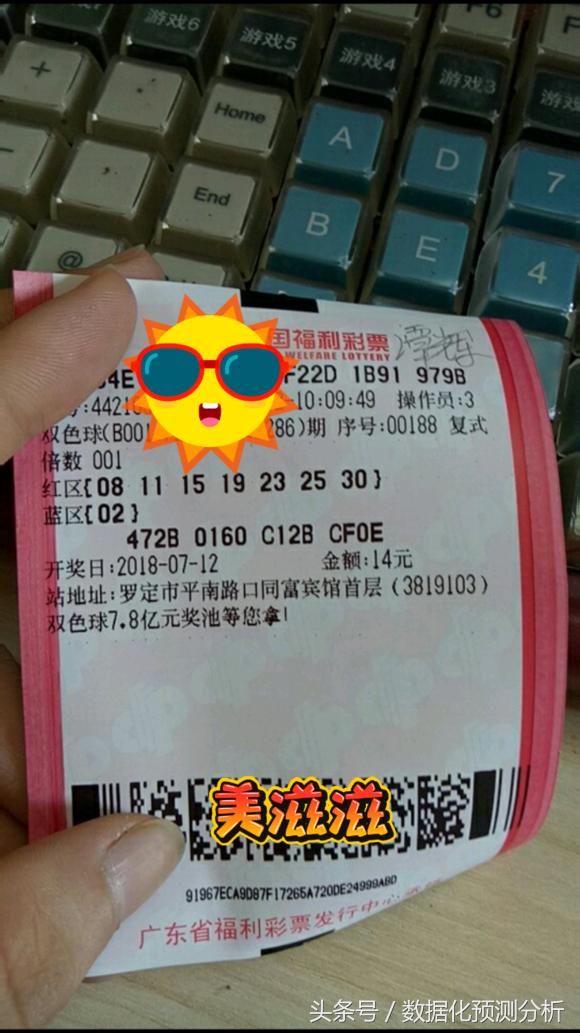 游戏6
游戏5
游戏4
游戏3
F6
+
Home
End
@
A
D
7
B
E
4
国福利彩票
WELFARE LOTTERY
F22D 1B91 979B
10:09:49 操作员:3
双色球(B001 286)期 序号:00188 复式
倍数 001
红区{08 11 15 19 23 25 30}
蓝区{02}
472B 0160 C12B CF0E
开奖日:2018-07-12 金额:14元
站地址:罗定市平南路口同富宾馆首层(3819103)
双色球7.8亿元奖池等您拿!
美滋滋
91967ECA9D87F17265A720DE24999ABD
广东省福利彩票发行中心
头条号/数据化预测分析